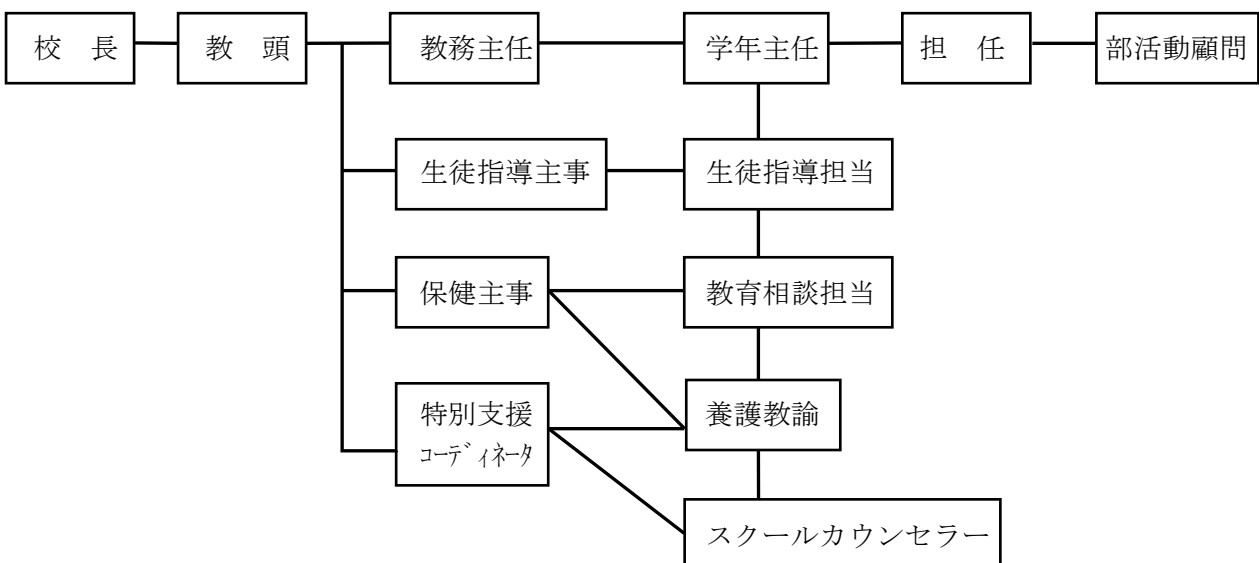 校 長
教 頭
教務主任
学年主任
担 任
部活動顧問
生徒指導主事
生徒指導担当
保健主事
教育相談担当
特別支援
コーディネータ
養護教諭
スクールカウンセラー